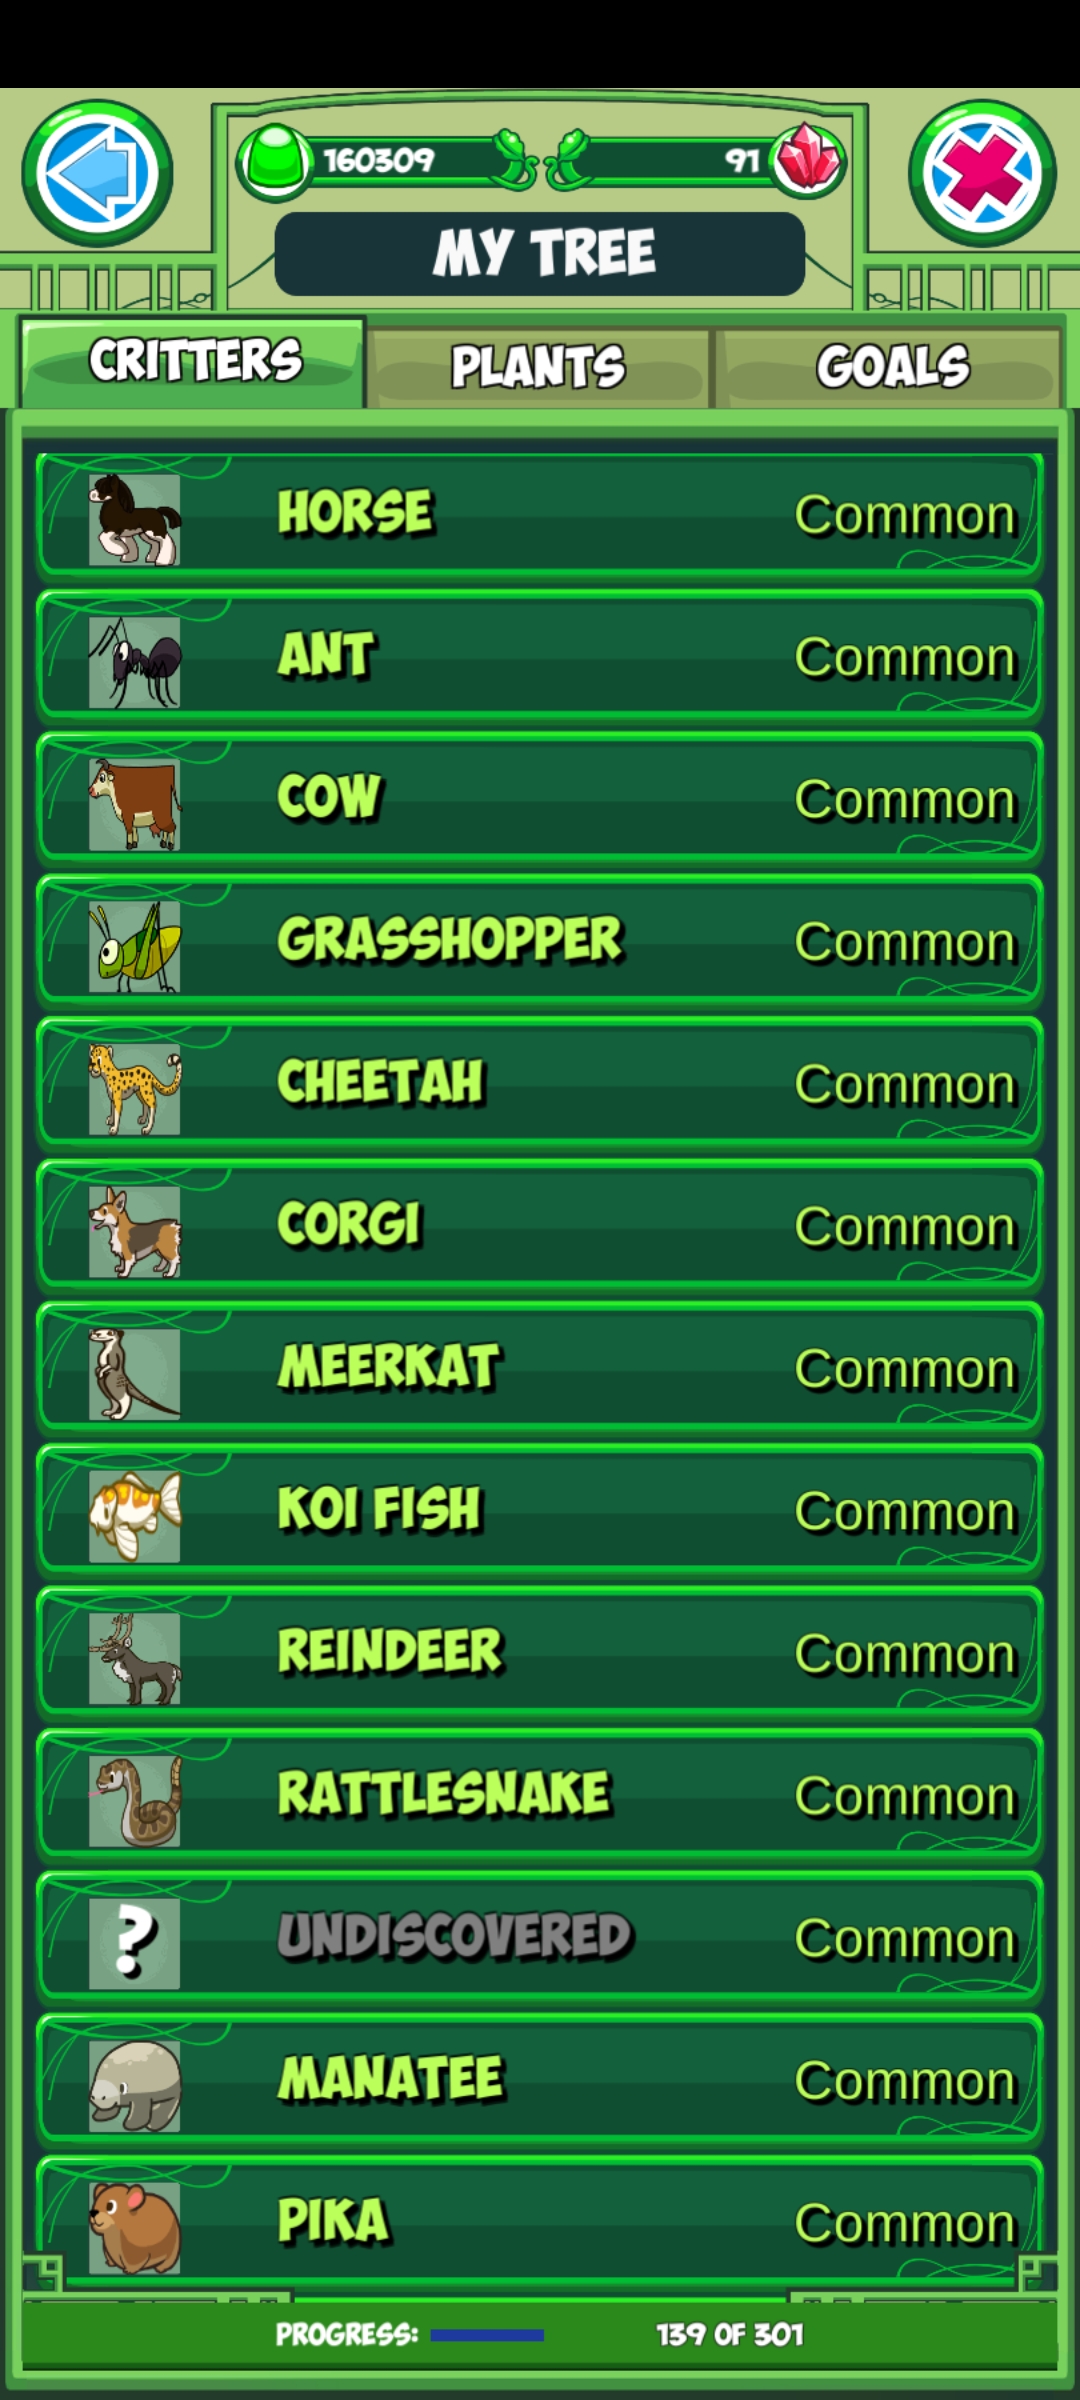 160309
91
MY TREE
CRITTERS
PLANTS
GOALS
HORSE Common
ANT Common
COW Common
GRASSHOPPER Common
CHEETAH Common
CORGI Common
MEERKAT Common
KOI FISH Common
REINDEER Common
RATTLESNAKE Common
? UNDISCOVERED Common
MANATEE Common
PIKA Common
PROGRESS: 139 OF 301